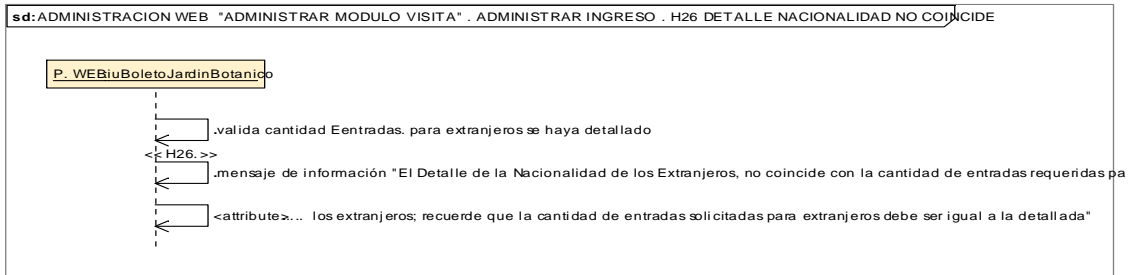 sd: ADMINISTRACION WEB "ADMINISTRAR MODULO VISITA" . ADMINISTRAR INGRESO . H26 DETALLE NACIONALIDAD NO COINCIDE
P. WEB:iuBoletoJardinBotanico
.valida cantidad Eentradas. para extranjeros se haya detallado
<< H26. >>
.mensaje de información "El Detalle de la Nacionalidad de los Extranjeros, no coincide con la cantidad de entradas requeridas pa
<attribute>... los extranjeros; recuerde que la cantidad de entradas solicitadas para extranjeros debe ser igual a la detallada"